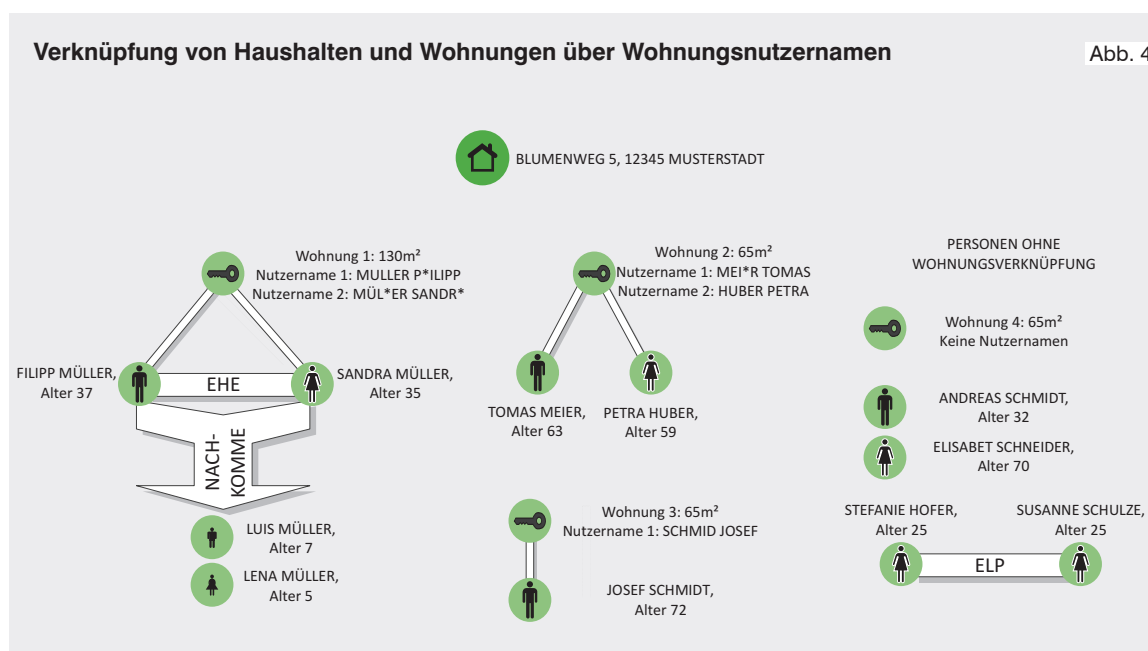 Verknüpfung von Haushalten und Wohnungen über Wohnungsnutzernamen
Abb. 4
BLUMENWEG 5, 12345 MUSTERSTADT
Wohnung 1: 130m²
Nutzername 1: MULLER P*ILIPP
Nutzername 2: MÜL*ER SANDR*
FILIPP MÜLLER,
Alter 37
EHE
SANDRA MÜLLER,
Alter 35
NACH-
KOMME
LUIS MÜLLER,
Alter 7
LENA MÜLLER,
Alter 5
Wohnung 2: 65m²
Nutzername 1: MEI*R TOMAS
Nutzername 2: HUBER PETRA
TOMAS MEIER,
Alter 63
PETRA HUBER,
Alter 59
Wohnung 3: 65m²
Nutzername 1: SCHMID JOSEF
JOSEF SCHMIDT,
Alter 72
PERSONEN OHNE
WOHNUNGSVERKNÜPFUNG
Wohnung 4: 65m²
Keine Nutzernamen
ANDREAS SCHMIDT,
Alter 32
ELISABET SCHNEIDER,
Alter 70
STEFANIE HOFER,
Alter 25
SUSANNE SCHULZE,
Alter 25
ELP